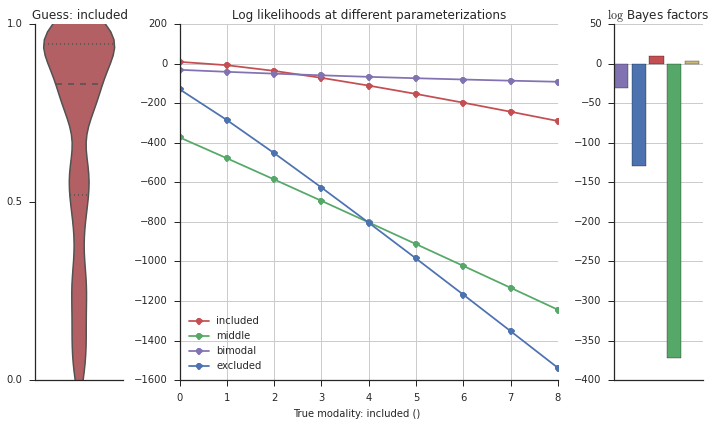 Guess: included
1.0
0.5
0.0
Log likelihoods at different parameterizations
200
0
−200
−400
−600
−800
−1000
−1200
−1400
−1600
included
middle
bimodal
excluded
0 1 2 3 4 5 6 7 8
True modality: included ()
log Bayes factors
50
0
−50
−100
−150
−200
−250
−300
−350
−400